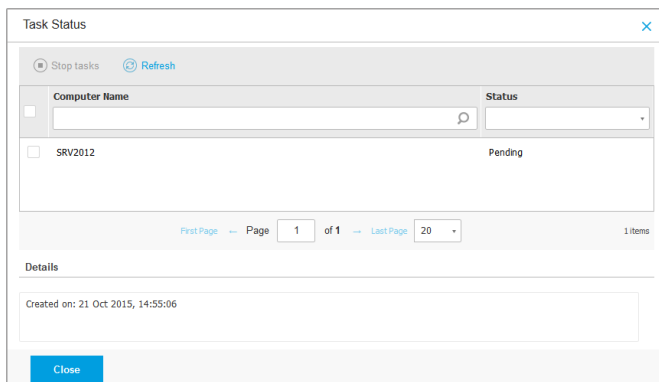 Task Status
Stop tasks Refresh
Computer Name Status
SRV2012 Pending
First Page ← Page 1 of 1 → Last Page 20 1 items
Details
Created on: 21 Oct 2015, 14:55:06
Close